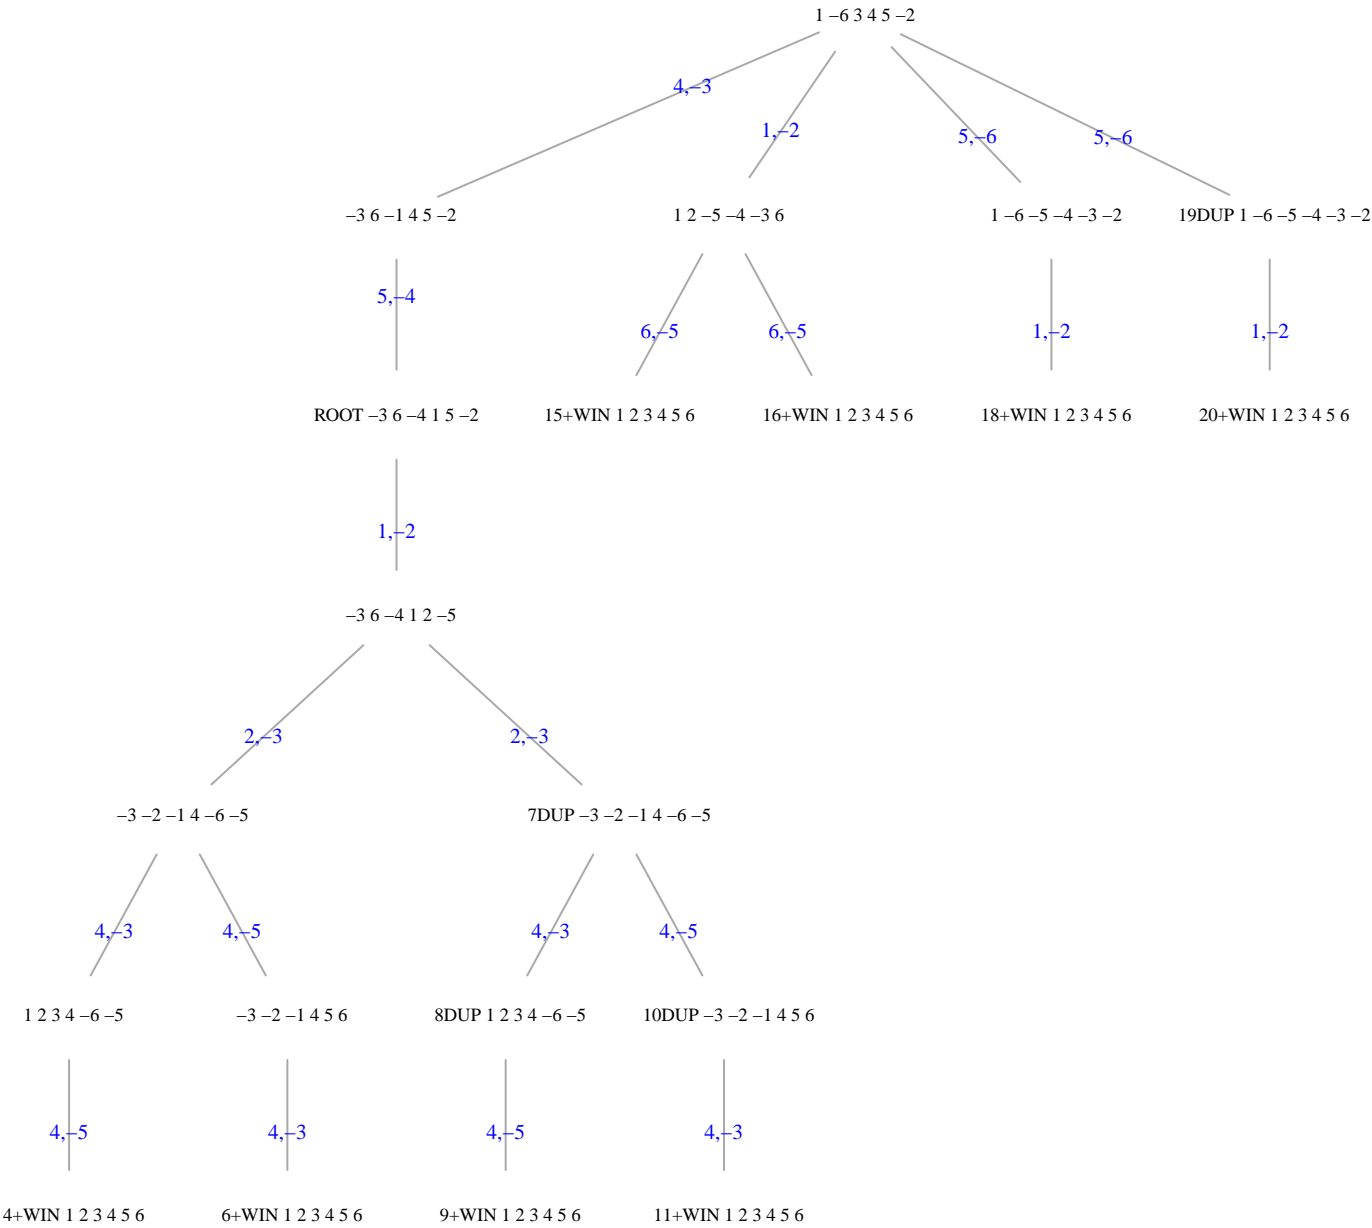 1 –6 3 4 5 –2
4,–3
1,–2
5,–6
5,–6
–3 6 –1 4 5 –2
1 2 –5 –4 –3 6
1 –6 –5 –4 –3 –2
19DUP 1 –6 –5 –4 –3 –2
5,–4
6,–5
6,–5
1,–2
1,–2
ROOT –3 6 –4 1 5 –2
15+WIN 1 2 3 4 5 6
16+WIN 1 2 3 4 5 6
18+WIN 1 2 3 4 5 6
20+WIN 1 2 3 4 5 6
1,–2
–3 6 –4 1 2 –5
2,–3
2,–3
–3 –2 –1 4 –6 –5
7DUP –3 –2 –1 4 –6 –5
4,–3
4,–5
4,–3
4,–5
1 2 3 4 –6 –5
–3 –2 –1 4 5 6
8DUP 1 2 3 4 –6 –5
10DUP –3 –2 –1 4 5 6
4,–5
4,–3
4,–5
4,–3
4+WIN 1 2 3 4 5 6
6+WIN 1 2 3 4 5 6
9+WIN 1 2 3 4 5 6
11+WIN 1 2 3 4 5 6